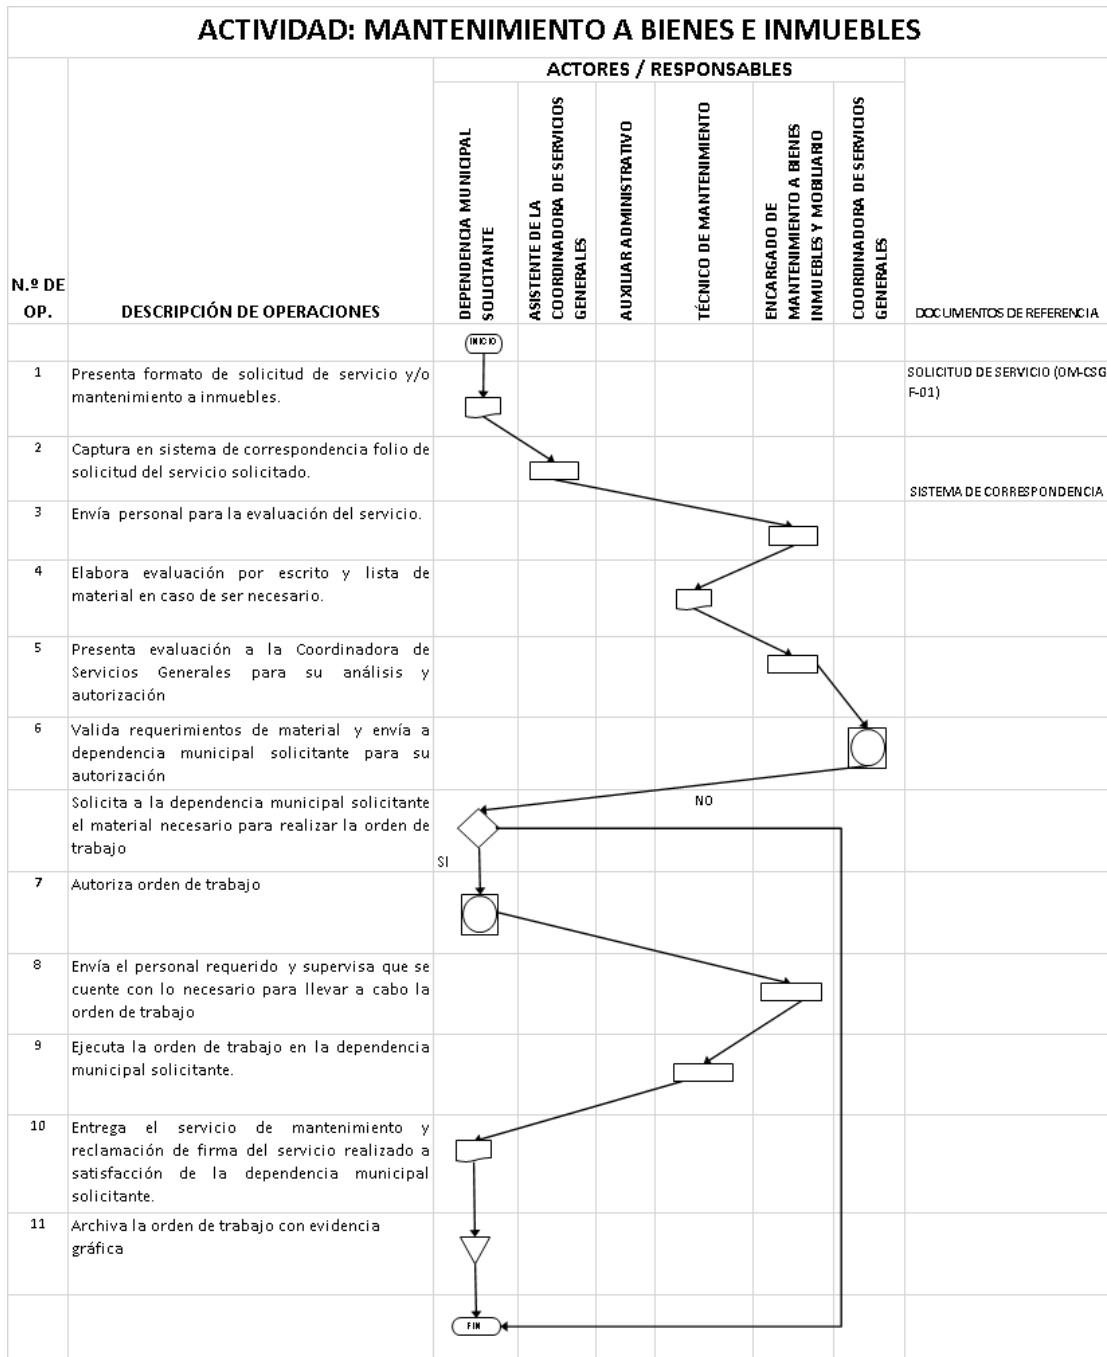 ACTIVIDAD: MANTENIMIENTO A BIENES E INMUEBLES
ACTORES / RESPONSABLES
N.º DE
OP.
DESCRIPCIÓN DE OPERACIONES
DEPENDENCIA MUNICIPAL
SOLICITANTE
ASISTENTE DE LA
COORDINADORA DE SERVICIOS
GENERALES
AUXILIAR ADMINISTRATIVO
TÉCNICO DE MANTENIMIENTO
ENCARGADO DE
MANTENIMIENTO A BIENES
INMUEBLES Y MOBILIARIO
COORDINADORA DE SERVICIOS
GENERALES
DOCUMENTOS DE REFERENCIA
INICIO
1
Presenta formato de solicitud de servicio y/o
mantenimiento a inmuebles.
SOLICITUD DE SERVICIO (OM-CSG
F-01)
2
Captura en sistema de correspondencia folio de
solicitud del servicio solicitado.
SISTEMA DE CORRESPONDENCIA
3
Envía personal para la evaluación del servicio.
4
Elabora evaluación por escrito y lista de
material en caso de ser necesario.
5
Presenta evaluación a la Coordinadora de
Servicios Generales para su análisis y
autorización
6
Valida requerimientos de material y envía a
dependencia municipal solicitante para su
autorización
Solicita a la dependencia municipal solicitante
el material necesario para realizar la orden de
trabajo
NO
SI
7
Autoriza orden de trabajo
8
Envía el personal requerido y supervisa que se
cuente con lo necesario para llevar a cabo la
orden de trabajo
9
Ejecuta la orden de trabajo en la dependencia
municipal solicitante.
10
Entrega el servicio de mantenimiento y
reclamación de firma del servicio realizado a
satisfacción de la dependencia municipal
solicitante.
11
Archiva la orden de trabajo con evidencia
gráfica
FIN